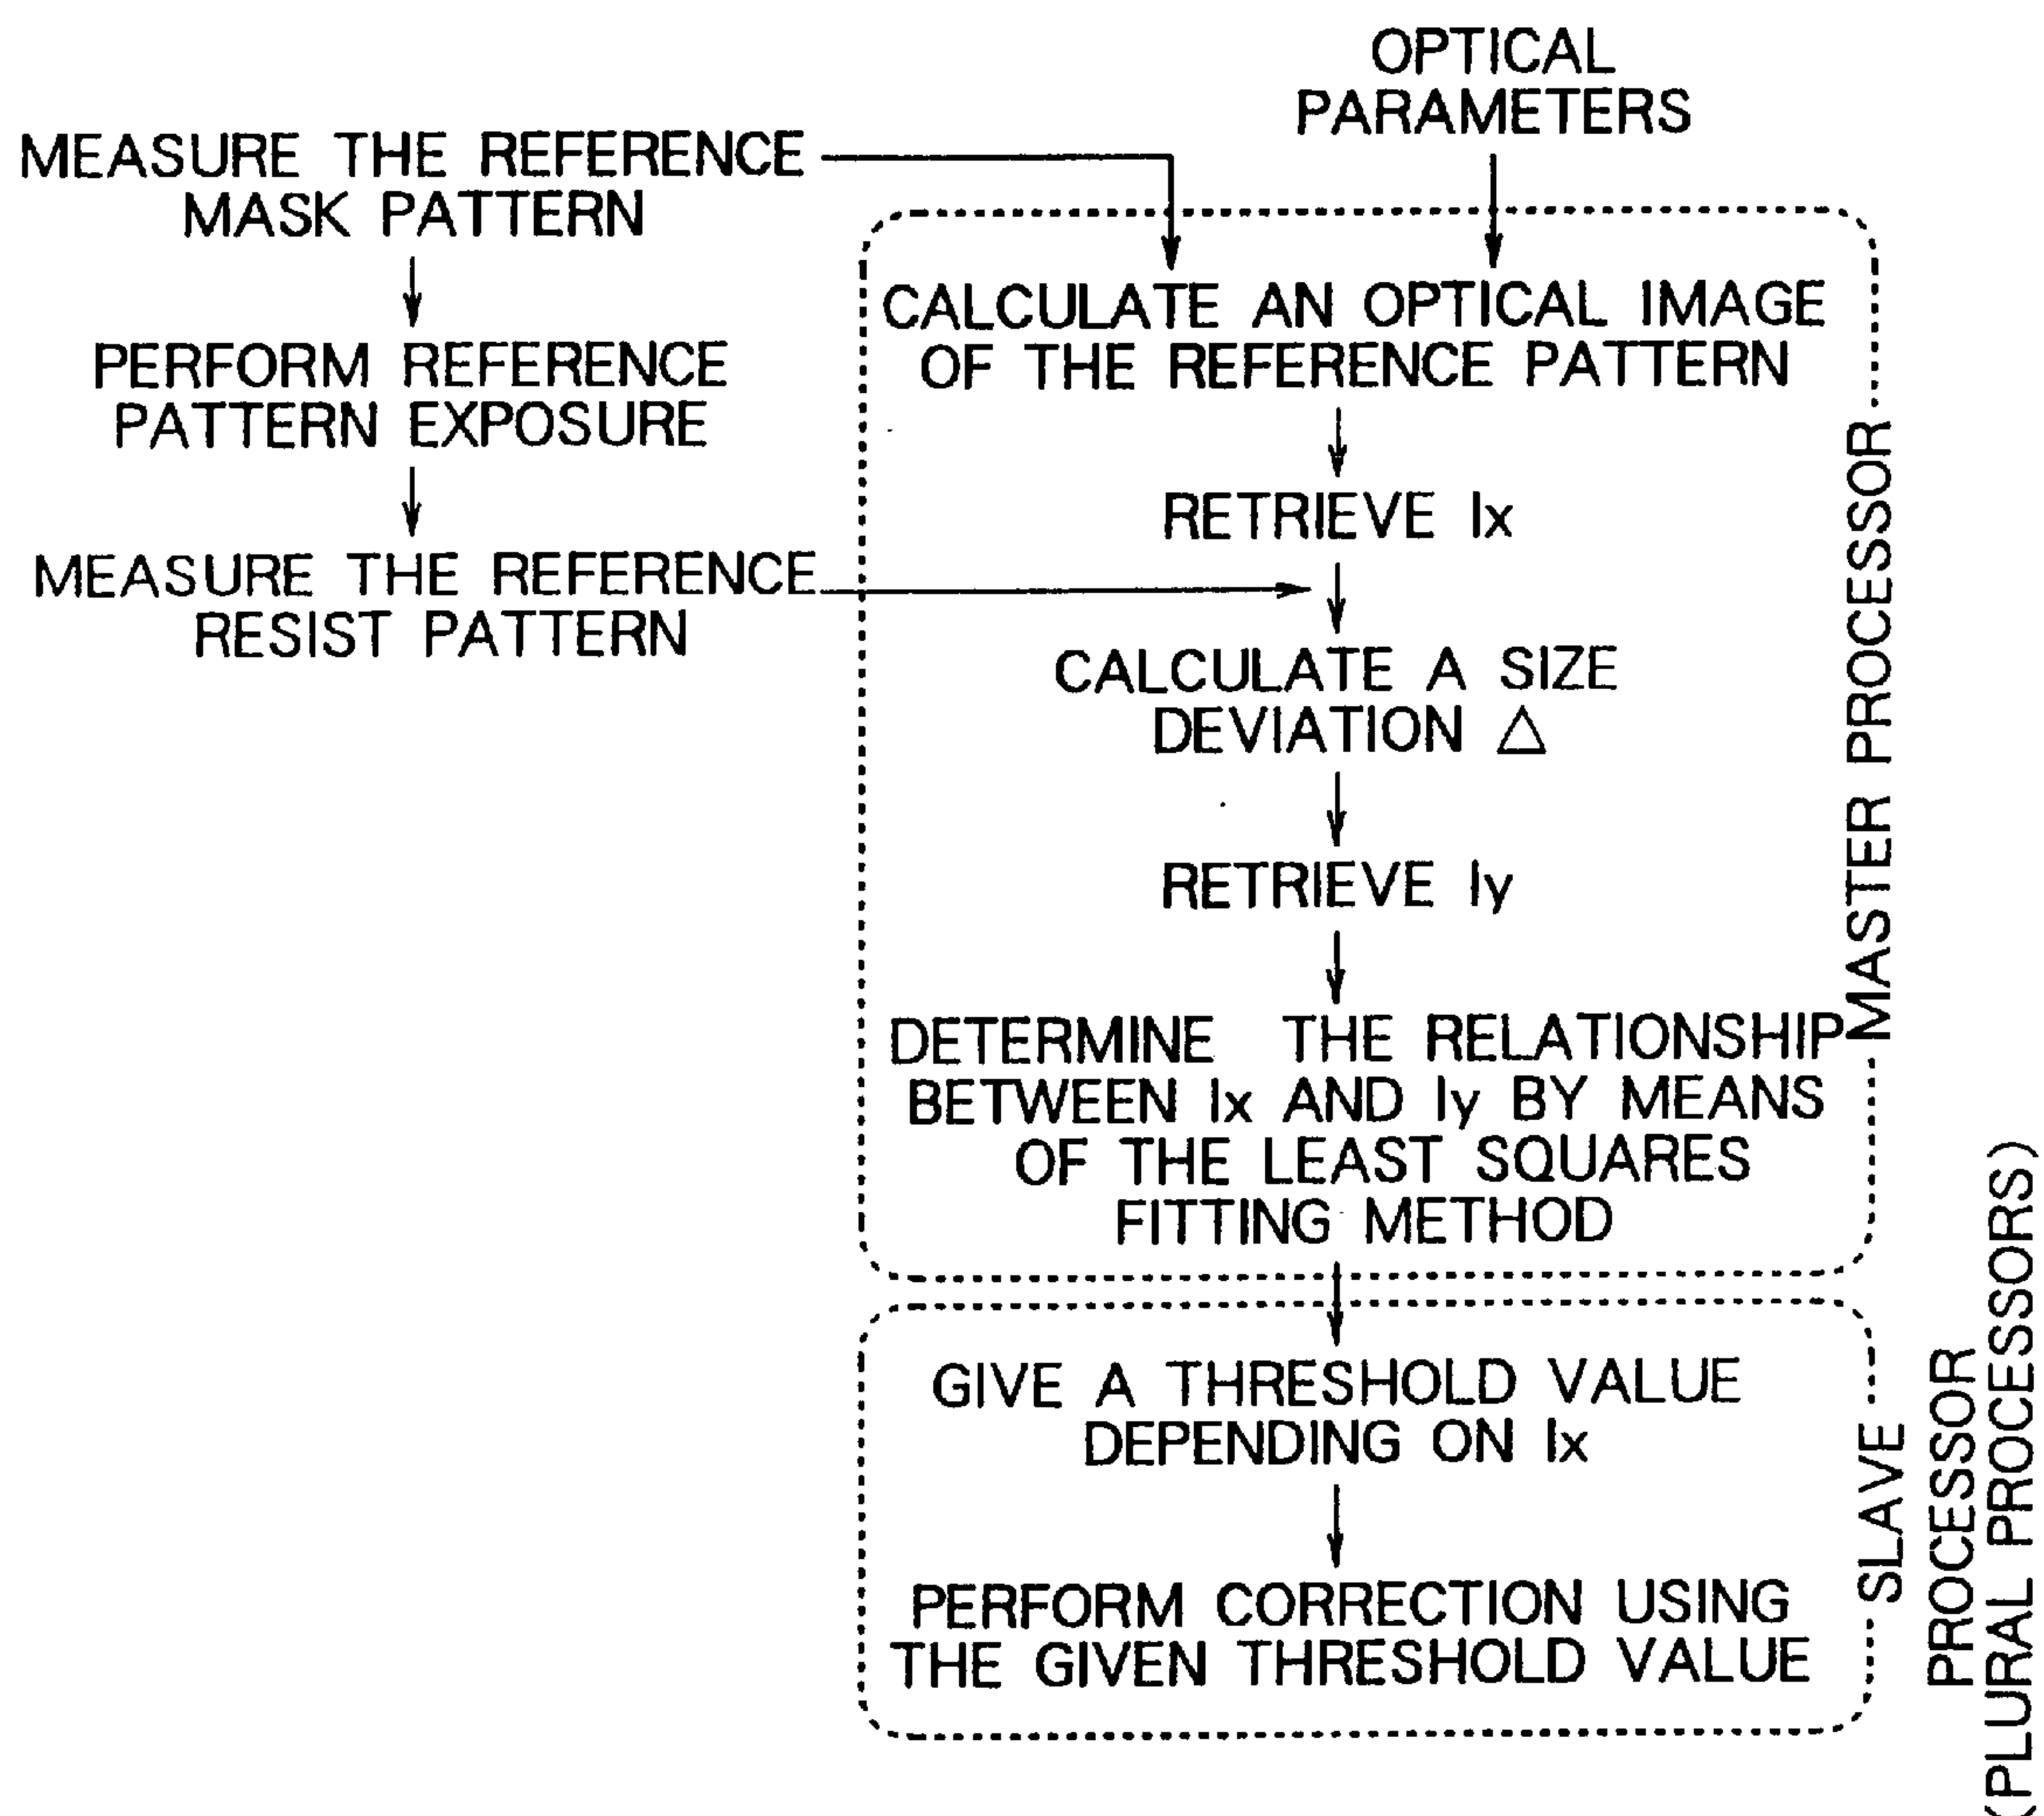 OPTICAL
PARAMETERS
MEASURE THE REFERENCE
MASK PATTERN
PERFORM REFERENCE
PATTERN EXPOSURE
MEASURE THE REFERENCE
RESIST PATTERN
CALCULATE AN OPTICAL IMAGE
OF THE REFERENCE PATTERN
RETRIEVE Ix
CALCULATE A SIZE
DEVIATION △
RETRIEVE Iy
DETERMINE THE RELATIONSHIP
BETWEEN Ix AND Iy BY MEANS
OF THE LEAST SQUARES
FITTING METHOD
MASTER PROCESSOR
GIVE A THRESHOLD VALUE
DEPENDING ON Ix
PERFORM CORRECTION USING
THE GIVEN THRESHOLD VALUE
SLAVE
PROCESSOR
(PLURAL PROCESSORS)